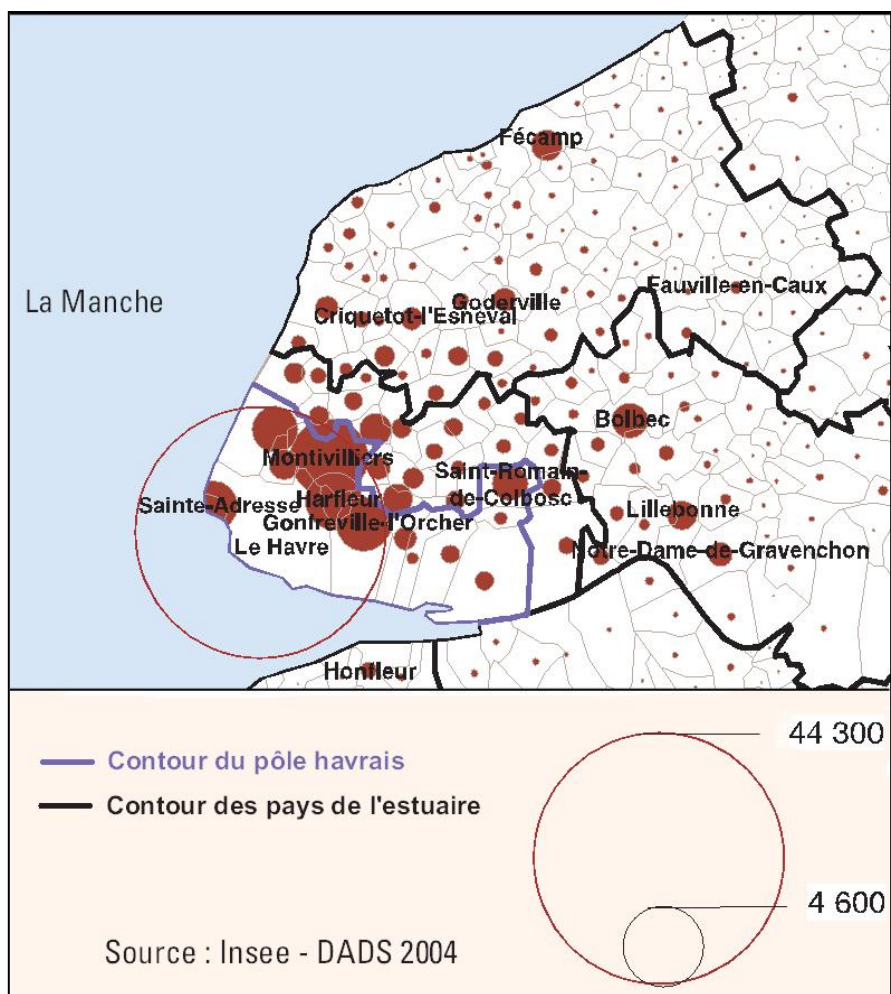 Fécamp
La Manche
Fauville-en-Caux
Goderville
Criquetot-l'Esneval
Bolbec
Montivilliers
Saint-Romain-
de-Colbosc
Sainte-Adresse
Harfleur
Gonfreville-l'Orcher
Lillebonne
Le Havre
Notre-Dame-de-Gravenchon
Honfleur
Contour du pôle havrais
Contour des pays de l'estuaire
44 300
4 600
Source : Insee - DADS 2004